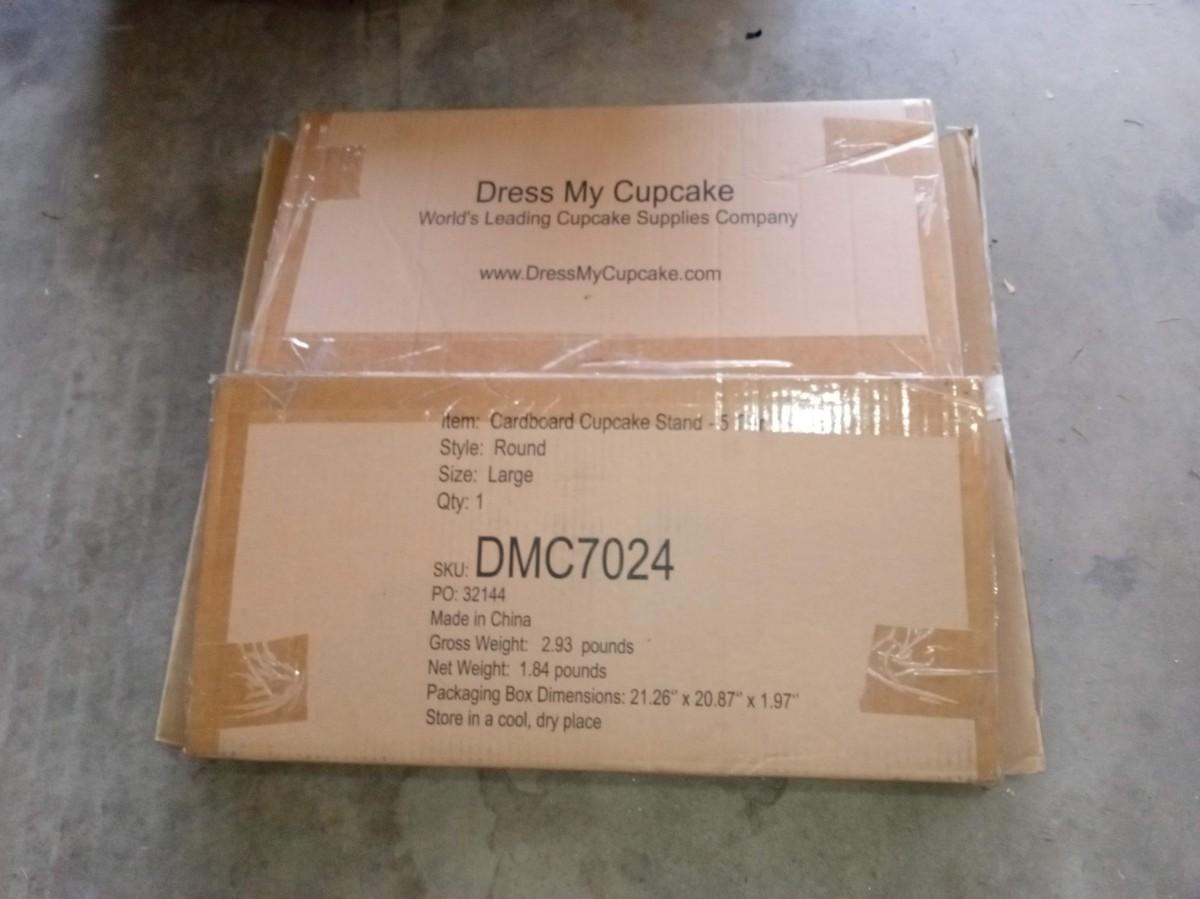 Dress My Cupcake
World's Leading Cupcake Supplies Company
www.DressMyCupcake.com
Item: Cardboard Cupcake Stand - 5
Style: Round
Size: Large
Qty: 1
SKU: DMC7024
PO: 32144
Made in China
Gross Weight: 2.93 pounds
Net Weight: 1.84 pounds
Packaging Box Dimensions: 21.26" x 20.87" x 1.97"
Store in a cool, dry place